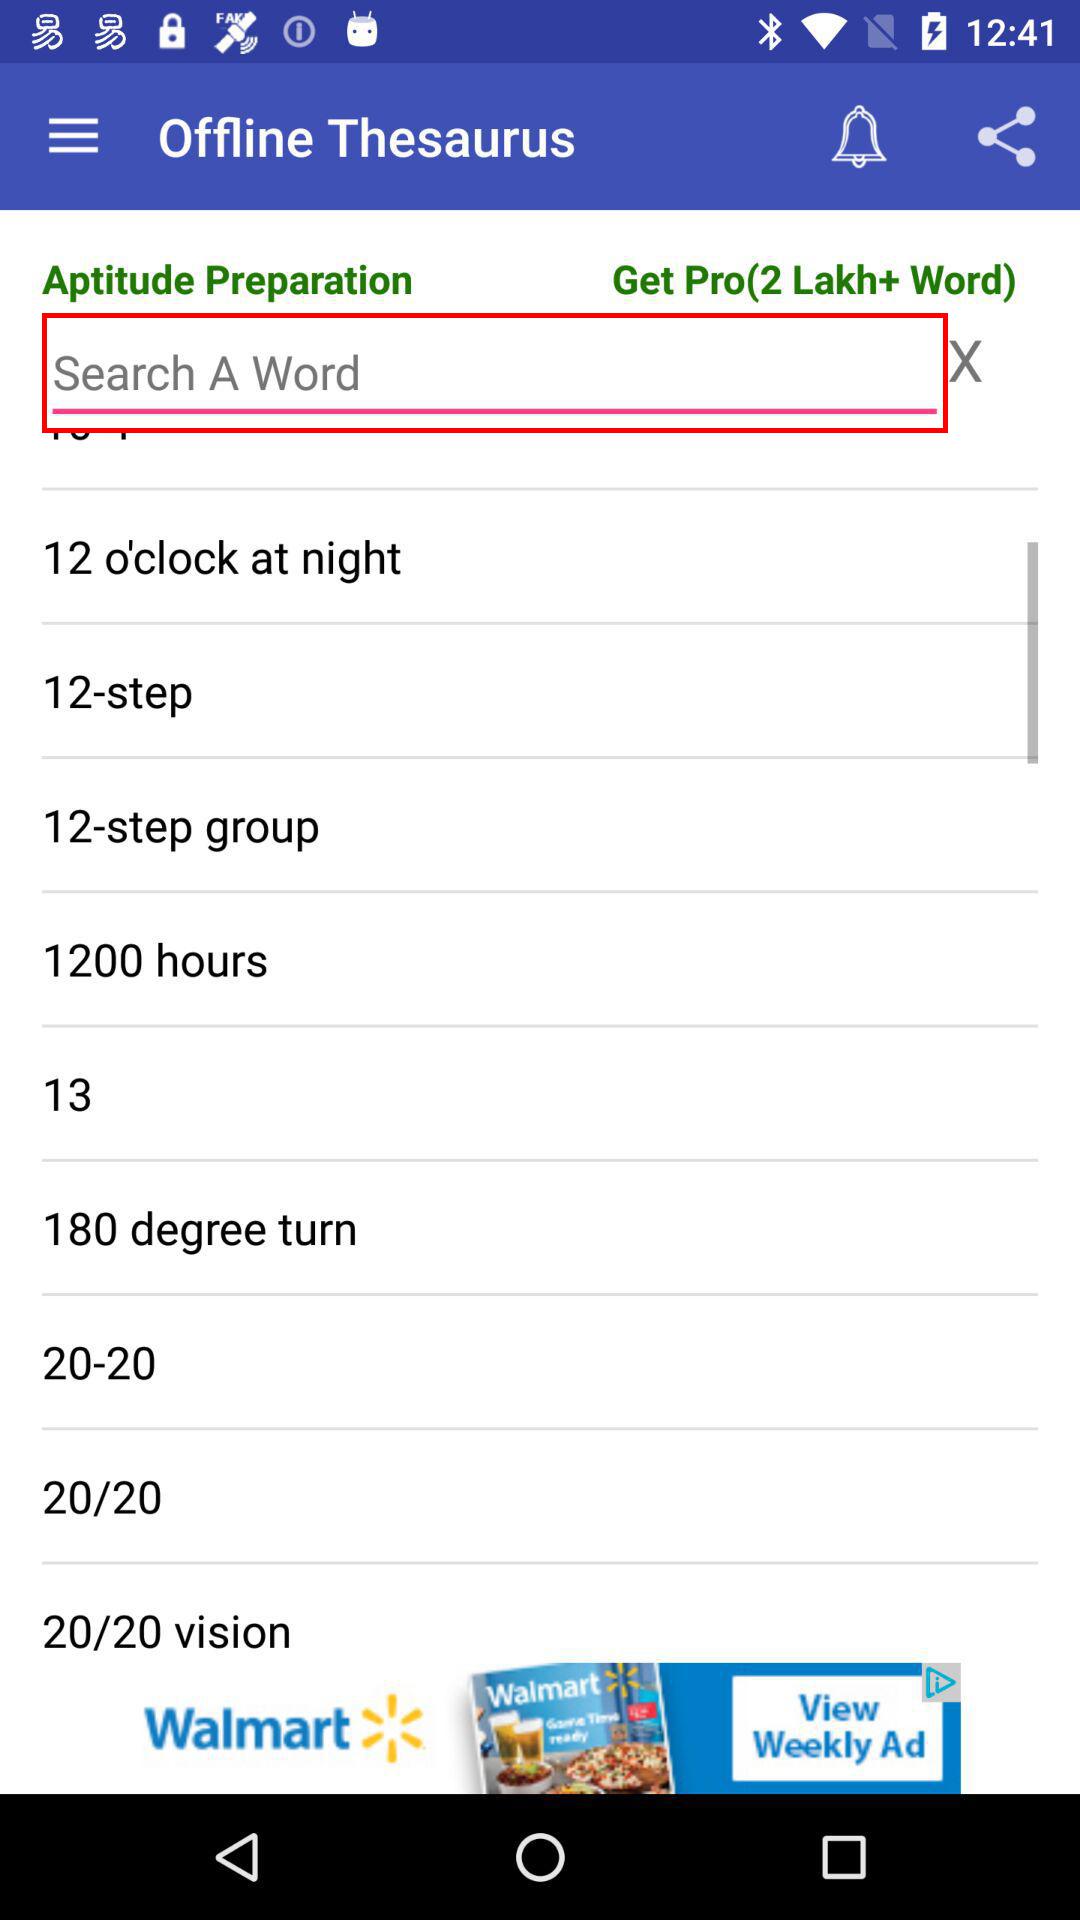 FAKE
12:41
Offline Thesaurus
Aptitude Preparation
Get Pro(2 Lakh+ Word)
Search A Word
X
12 o'clock at night
12-step
12-step group
1200 hours
13
180 degree turn
20-20
20/20
20/20 vision
Walmart
Walmart
Game Time
ready
View
Weekly Ad